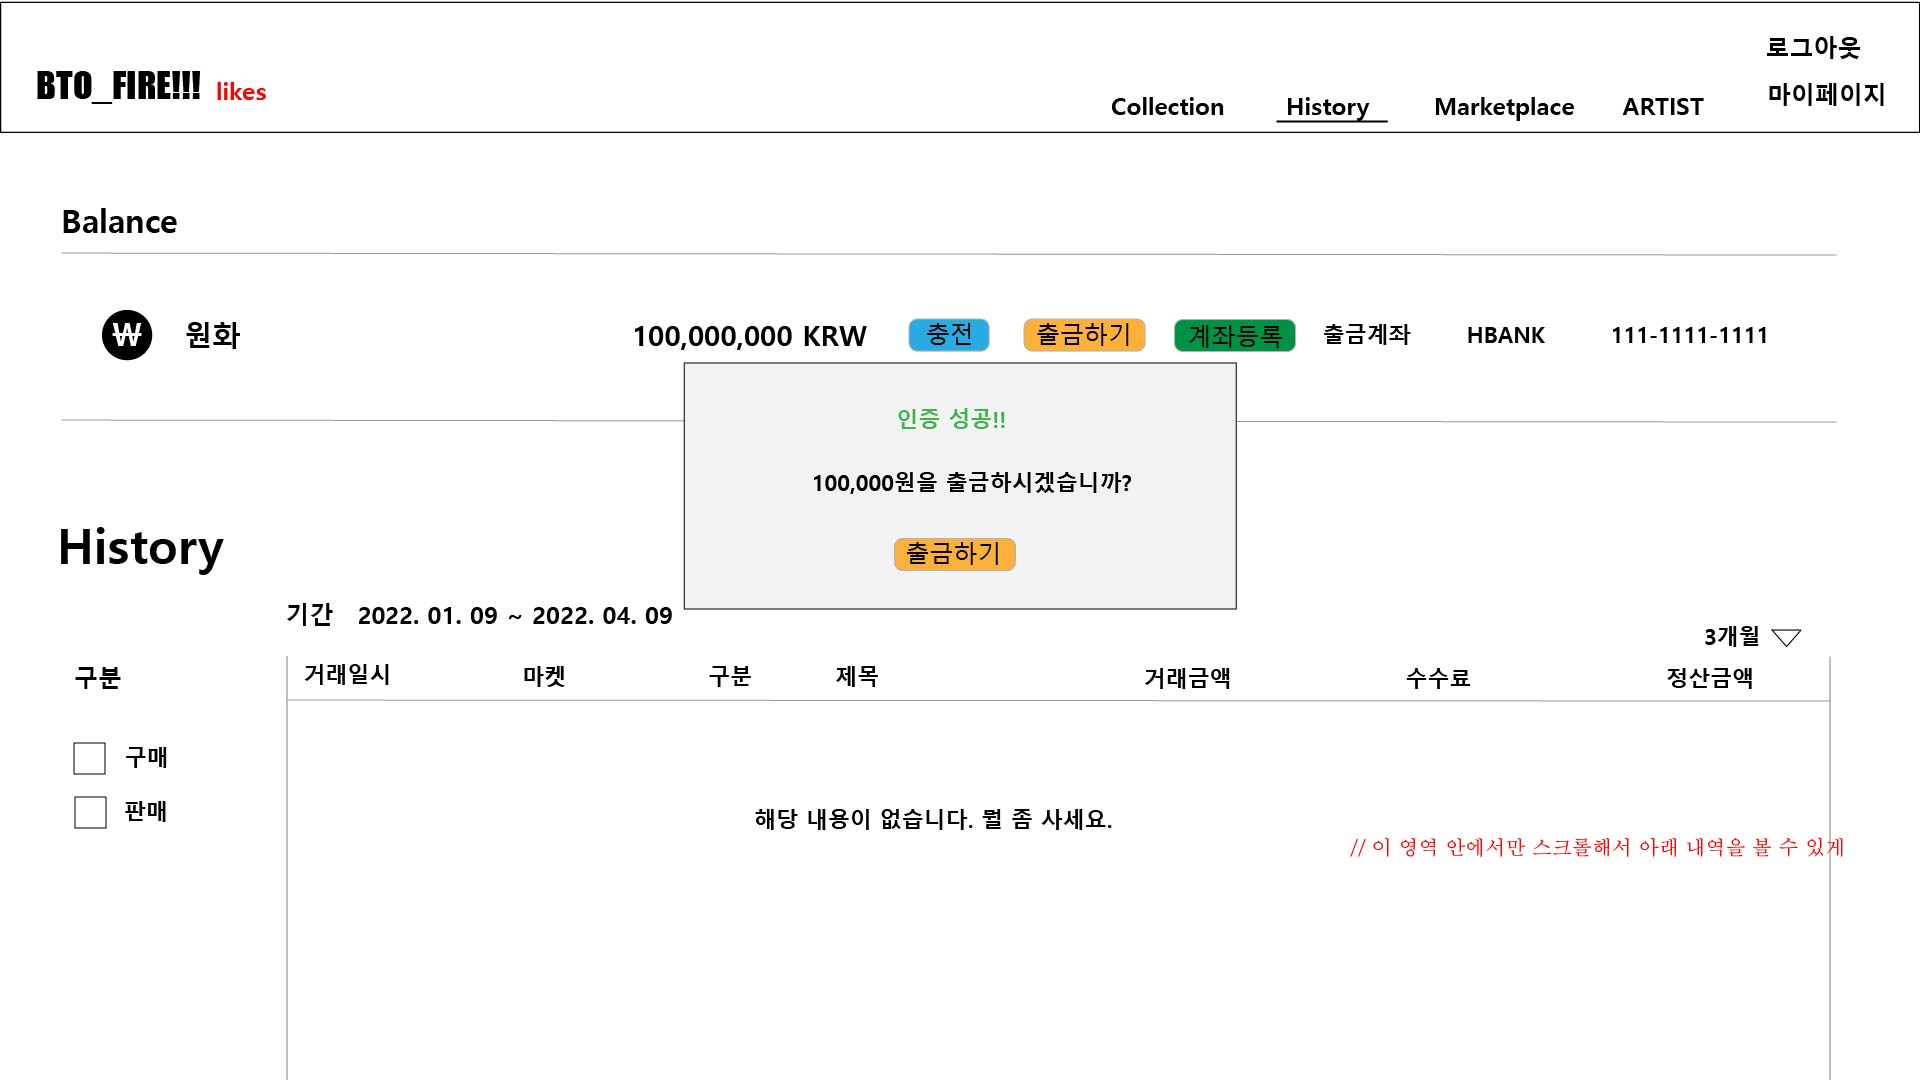 로그아웃
BTO_FIRE!!! likes
마이페이지
Collection History Marketplace ARTIST
Balance
₩ 원화 100,000,000 KRW 충전 출금하기 계좌등록 출금계좌 HBANK 111-1111-1111
인증 성공!!
100,000원을 출금하시겠습니까?
출금하기
History
기간 2022. 01. 09 ~ 2022. 04. 09
3개월
구분 거래일시 마켓 구분 제목 거래금액 수수료 정산금액
구매
판매
해당 내용이 없습니다. 뭘 좀 사세요.
// 이 영역 안에서만 스크롤해서 아래 내역을 볼 수 있게